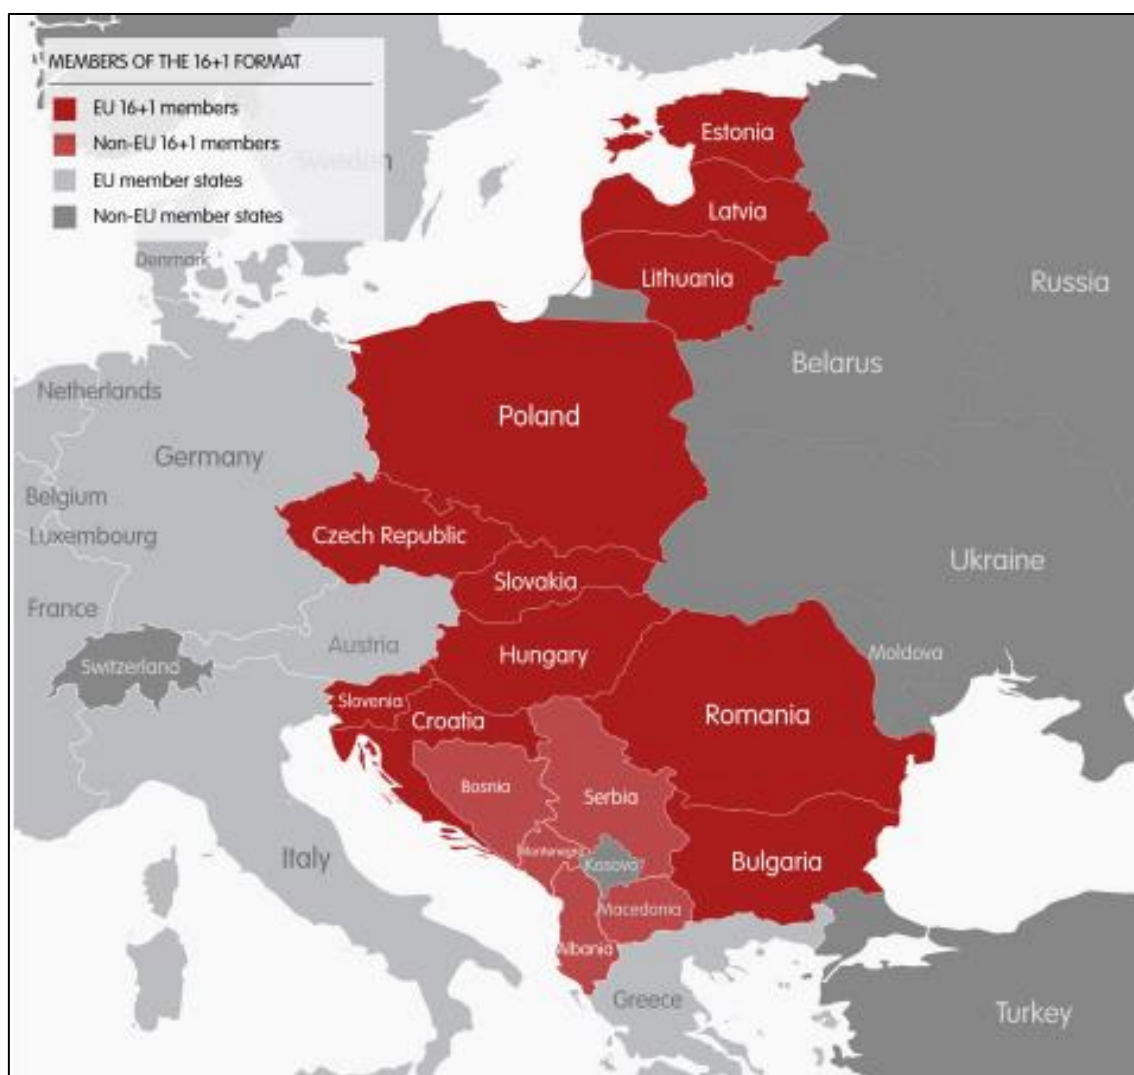 MEMBERS OF THE 16+1 FORMAT
EU 16+1 members
Non-EU 16+1 members
EU member states
Non-EU member states
Sweden
Estonia
Latvia
Denmark
Lithuania
Russia
Belarus
Netherlands
Poland
Germany
Belgium
Czech Republic
Luxembourg
Ukraine
Slovakia
France
Austria
Hungary
Moldova
Switzerland
Slovenia
Croatia
Romania
Bosnia
Serbia
Montenegro
Italy
Kosovo
Bulgaria
Macedonia
Albania
Greece
Turkey